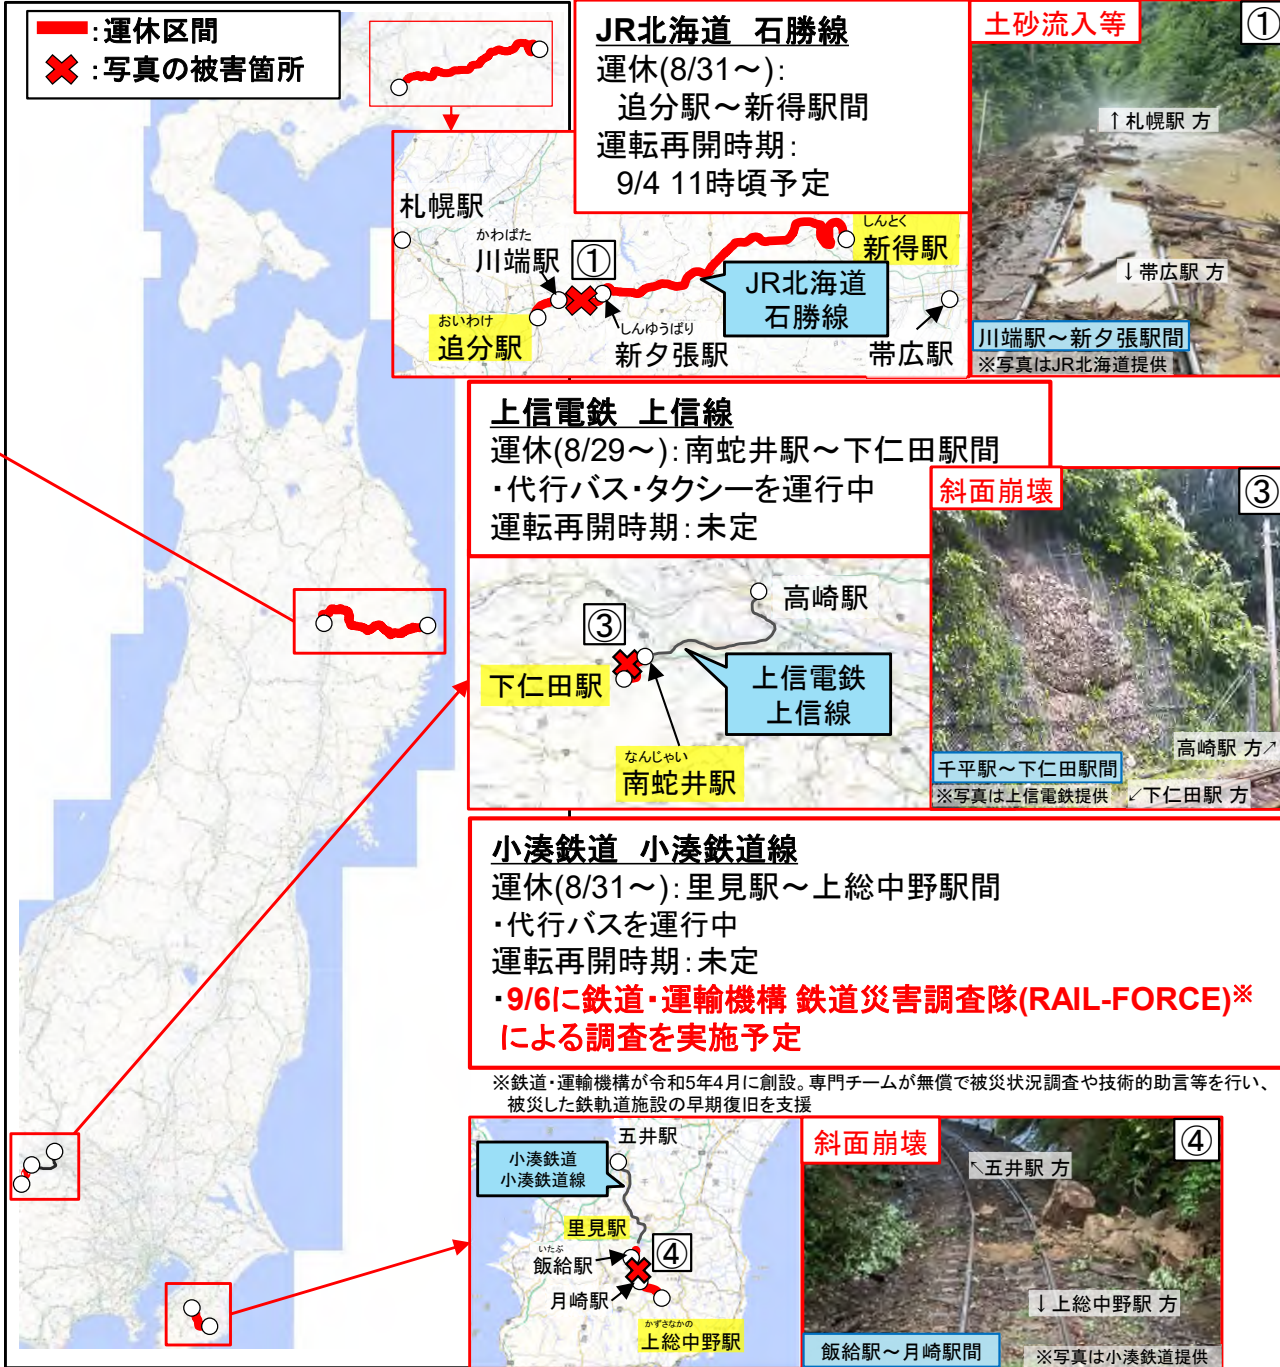 ：運休区間
：写真の被害箇所
JR北海道　石勝線
運休(8/31～)：
追分駅～新得駅間
運転再開時期：
9/4 11時頃予定
土砂流入等
①
↑札幌駅 方
↓帯広駅 方
川端駅～新夕張駅間
※写真はJR北海道提供
札幌駅
かわばた
川端駅
①
しんとく
新得駅
JR北海道
石勝線
おいわけ
追分駅
しんゆうばり
新夕張駅
帯広駅
上信電鉄　上信線
運休(8/29～)：南蛇井駅～下仁田駅間
・代行バス・タクシーを運行中
運転再開時期：未定
斜面崩壊
③
高崎駅 方↗
千平駅～下仁田駅間
※写真は上信電鉄提供
↙下仁田駅 方
高崎駅
③
下仁田駅
上信電鉄
上信線
なんじゃい
南蛇井駅
小湊鉄道　小湊鉄道線
運休(8/31～)：里見駅～上総中野駅間
・代行バスを運行中
運転再開時期：未定
・9/6に鉄道・運輸機構 鉄道災害調査隊(RAIL-FORCE)※
による調査を実施予定
※鉄道・運輸機構が令和5年4月に創設。専門チームが無償で被災状況調査や技術的助言等を行い、
被災した鉄軌道施設の早期復旧を支援
五井駅
小湊鉄道
小湊鉄道線
里見駅
いたぶ
飯給駅
④
月崎駅
かずさなかの
上総中野駅
斜面崩壊
④
↖五井駅 方
↓上総中野駅 方
飯給駅～月崎駅間
※写真は小湊鉄道提供